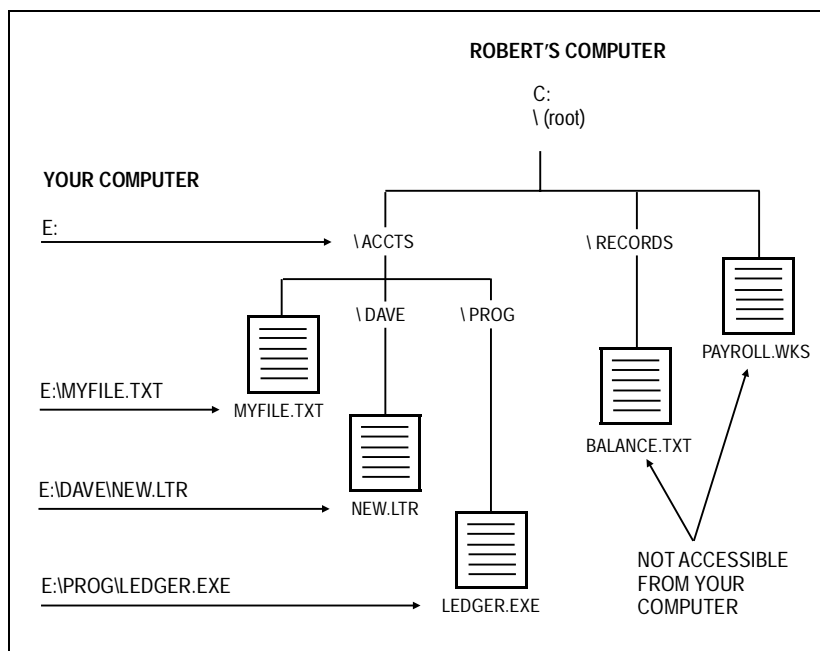 ROBERT'S COMPUTER
C:
\ (root)
YOUR COMPUTER
E:
\ ACCTS
\ RECORDS
\ DAVE
\ PROG
PAYROLL.WKS
E:\MYFILE.TXT
MYFILE.TXT
BALANCE.TXT
E:\DAVE\NEW.LTR
NEW.LTR
NOT ACCESSIBLE
FROM YOUR
COMPUTER
E:\PROG\LEDGER.EXE
LEDGER.EXE